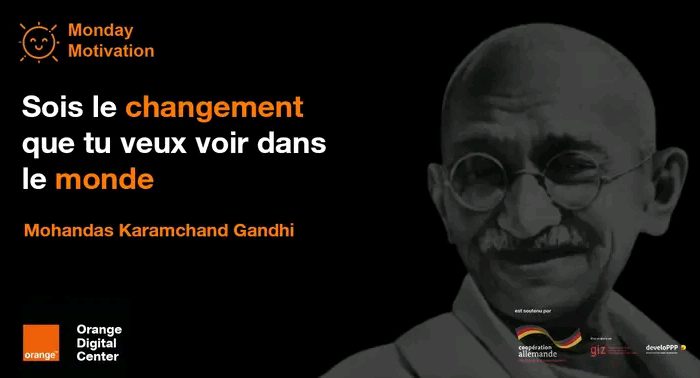 Monday
Motivation
Sois le changement
que tu veux voir dans
le monde
Mohandas Karamchand Gandhi
orange™
Orange
Digital
Center
est soutenu par
coopération
allemande
giz
develoPPP